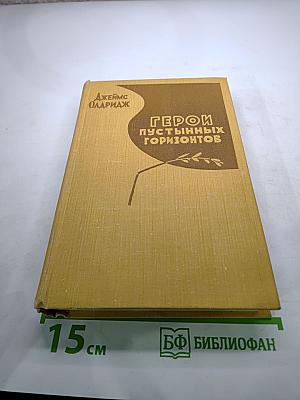 Джеймс
Олдридж
ГЕРОИ
ПУСТЫННЫХ
ГОРИЗОНТОВ
15 см
БФ БИБЛИОФАН